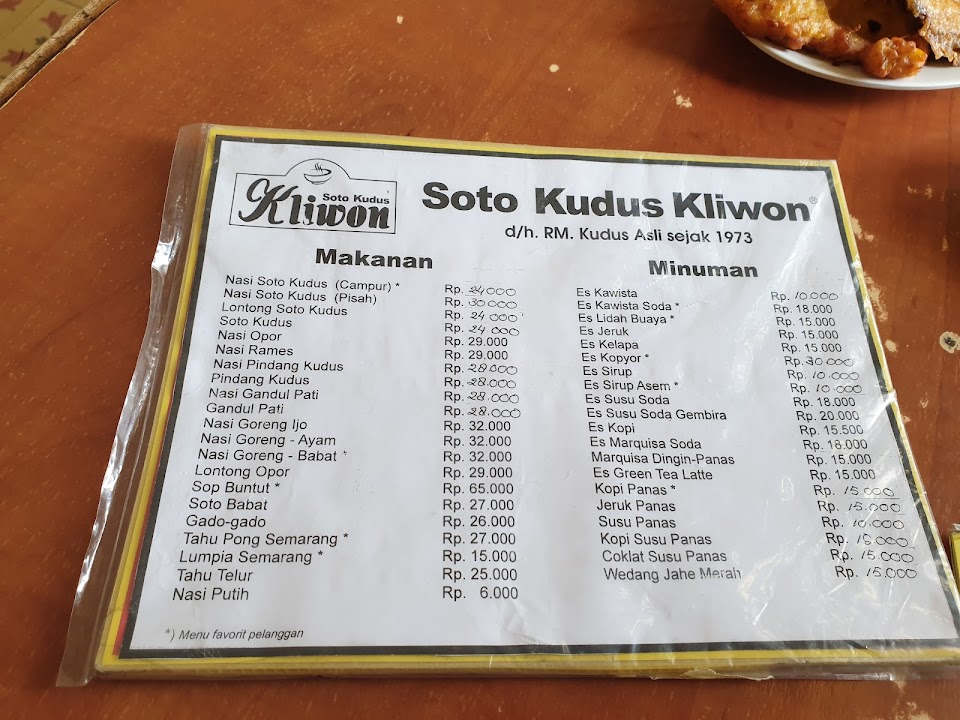 Soto Kudus
Kliwon
Soto Kudus Kliwon®
d/h. RM. Kudus Asli sejak 1973
Makanan
Nasi Soto Kudus (Campur) * Rp. 24.000
Nasi Soto Kudus (Pisah) Rp. 30.000
Lontong Soto Kudus Rp. 24.000
Soto Kudus Rp. 24.000
Nasi Opor Rp. 29.000
Nasi Rames Rp. 29.000
Nasi Pindang Kudus Rp. 28.000
Pindang Kudus Rp. 28.000
Nasi Gandul Pati Rp. 28.000
Gandul Pati Rp. 28.000
Nasi Goreng Ijo Rp. 32.000
Nasi Goreng - Ayam Rp. 32.000
Nasi Goreng - Babat * Rp. 32.000
Lontong Opor Rp. 29.000
Sop Buntut * Rp. 65.000
Soto Babat Rp. 27.000
Gado-gado Rp. 26.000
Tahu Pong Semarang * Rp. 27.000
Lumpia Semarang * Rp. 15.000
Tahu Telur Rp. 25.000
Nasi Putih Rp. 6.000
*) Menu favorit pelanggan
Minuman
Es Kawista Rp. 10.000
Es Kawista Soda * Rp. 18.000
Es Lidah Buaya * Rp. 15.000
Es Jeruk Rp. 15.000
Es Kelapa Rp. 15.000
Es Kopyor * Rp. 30.000
Es Sirup Rp. 10.000
Es Sirup Asem * Rp. 10.000
Es Susu Soda Rp. 18.000
Es Susu Soda Gembira Rp. 20.000
Es Kopi Rp. 15.500
Es Marquisa Soda Rp. 18.000
Marquisa Dingin-Panas Rp. 15.000
Es Green Tea Latte Rp. 15.000
Kopi Panas * Rp. 15.000
Jeruk Panas Rp. 15.000
Susu Panas Rp. 10.000
Kopi Susu Panas Rp. 15.000
Coklat Susu Panas Rp. 15.000
Wedang Jahe Merah Rp. 15.000